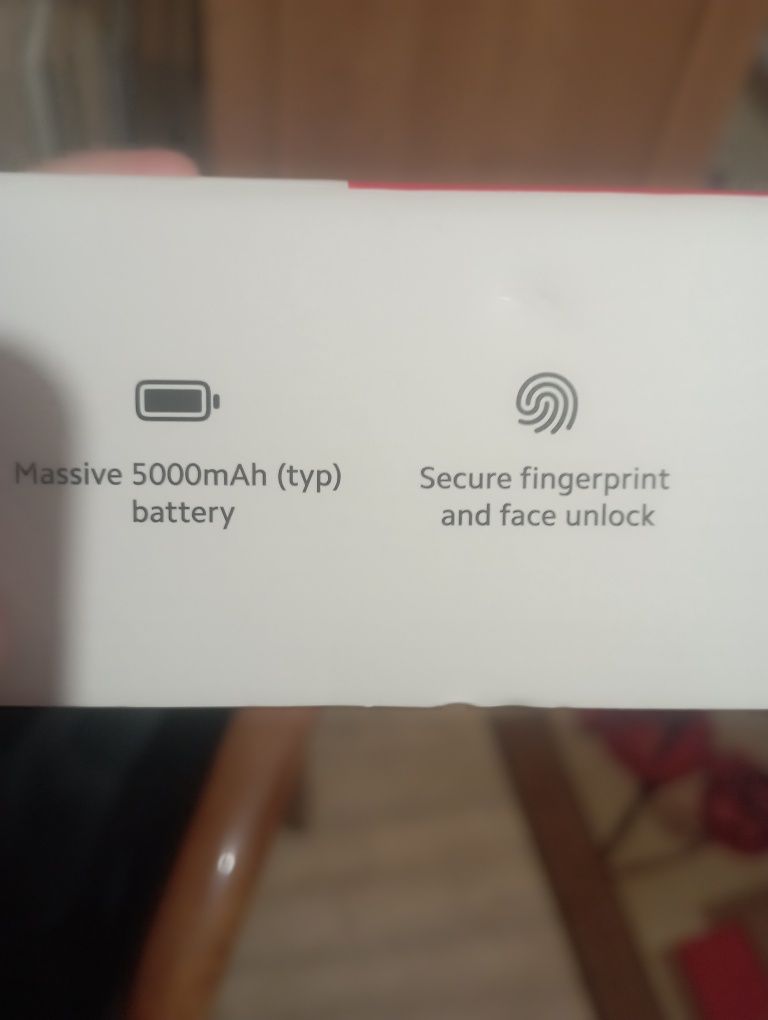 Massive 5000mAh (typ)
battery
Secure fingerprint
and face unlock